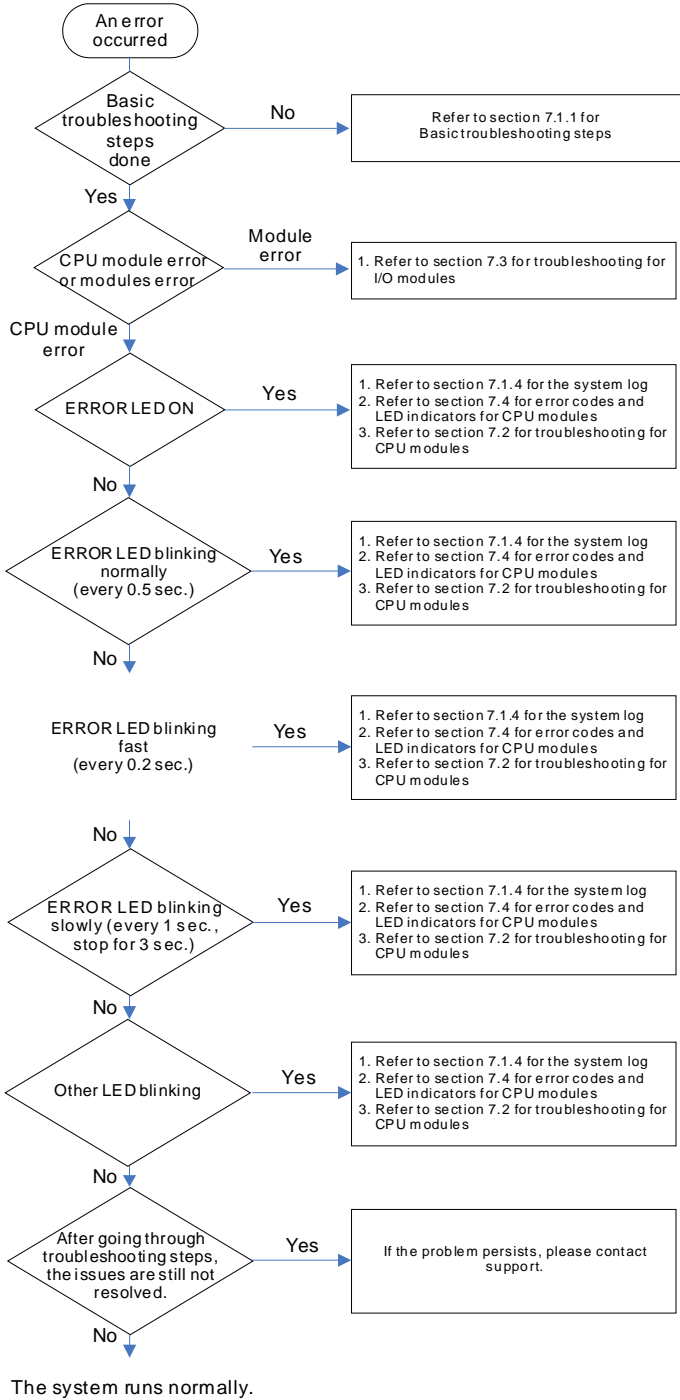 An error
occurred
Basic
troubleshooting
steps
done
No
Refer to section 7.1.1 for
Basic troubleshooting steps
Yes
CPU module error
or modules error
Module
error
1. Refer to section 7.3 for troubleshooting for
I/O modules
CPU module
error
ERROR LED ON
Yes
1. Refer to section 7.1.4 for the system log
2. Refer to section 7.4 for error codes and
LED indicators for CPU modules
3. Refer to section 7.2 for troubleshooting for
CPU modules
No
ERROR LED blinking
normally
(every 0.5 sec.)
Yes
1. Refer to section 7.1.4 for the system log
2. Refer to section 7.4 for error codes and
LED indicators for CPU modules
3. Refer to section 7.2 for troubleshooting for
CPU modules
No
ERROR LED blinking
fast
(every 0.2 sec.)
Yes
1. Refer to section 7.1.4 for the system log
2. Refer to section 7.4 for error codes and
LED indicators for CPU modules
3. Refer to section 7.2 for troubleshooting for
CPU modules
No
ERROR LED blinking
slowly (every 1 sec.,
stop for 3 sec.)
Yes
1. Refer to section 7.1.4 for the system log
2. Refer to section 7.4 for error codes and
LED indicators for CPU modules
3. Refer to section 7.2 for troubleshooting for
CPU modules
No
Other LED blinking
Yes
1. Refer to section 7.1.4 for the system log
2. Refer to section 7.4 for error codes and
LED indicators for CPU modules
3. Refer to section 7.2 for troubleshooting for
CPU modules
No
After going through
troubleshooting steps,
the issues are still not
resolved.
Yes
If the problem persists, please contact
support.
No
The system runs normally.